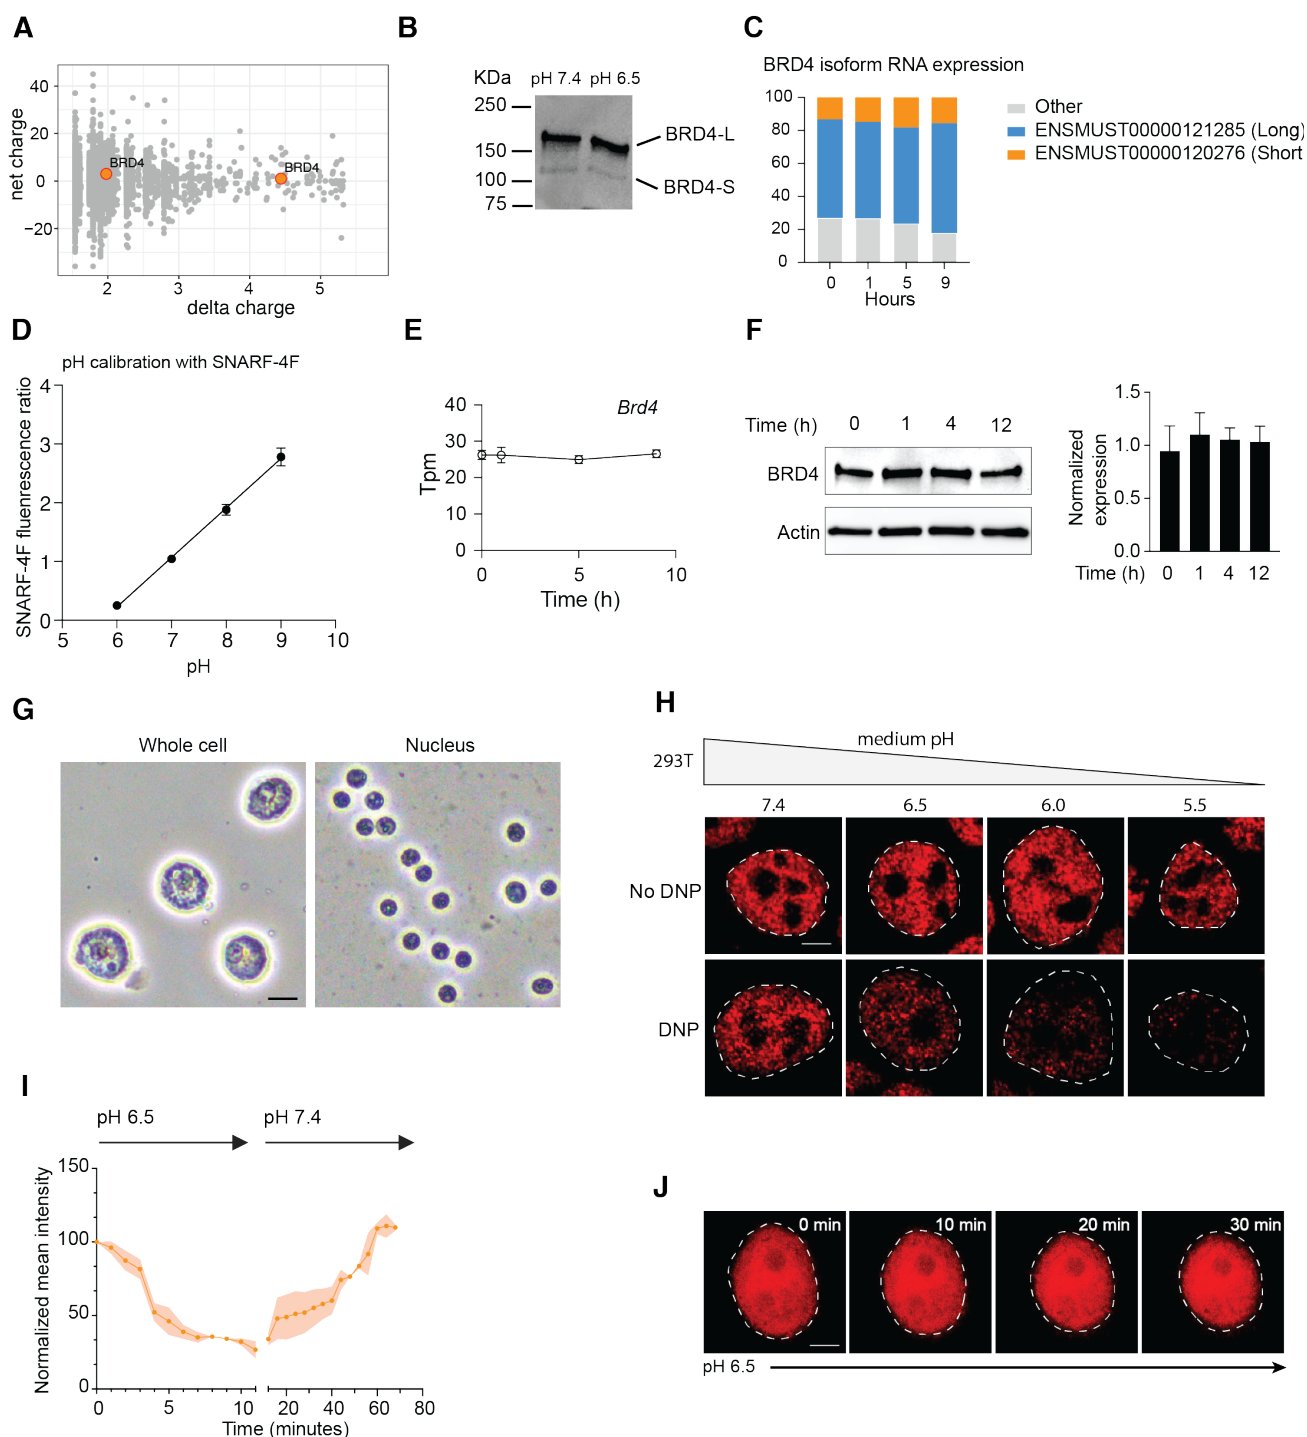 A
net charge
40
20
0
−20
BRD4
BRD4
2
3
4
5
delta charge
B
KDa
pH 7.4
pH 6.5
250
150
100
75
BRD4-L
BRD4-S
C
BRD4 isoform RNA expression
100
80
60
40
20
0
0
1
5
9
Hours
Other
ENSMUST00000121285 (Long)
ENSMUST00000120276 (Short
D
pH calibration with SNARF-4F
SNARF-4F fluenrescence ratio
4
3
2
1
0
5
6
7
8
9
10
pH
E
Brd4
Tpm
40
30
20
10
0
0
5
10
Time (h)
F
Time (h)
0
1
4
12
BRD4
Actin
Normalized
expression
1.5
1.0
0.5
0.0
Time (h)
0
1
4
12
G
Whole cell
Nucleus
H
293T
medium pH
7.4
6.5
6.0
5.5
No DNP
DNP
I
pH 6.5
pH 7.4
Normalized mean intensity
150
100
50
0
0
5
10
20
40
60
80
Time (minutes)
J
0 min
10 min
20 min
30 min
pH 6.5